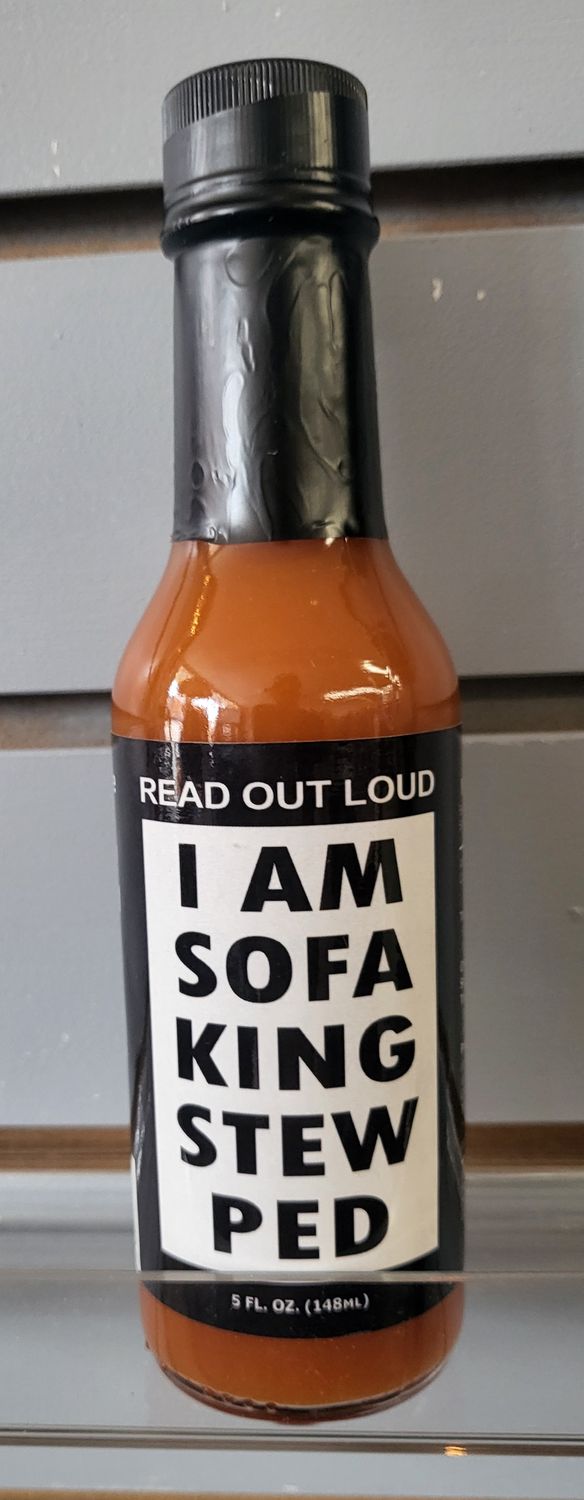 READ OUT LOUD
I AM
SOFA
KING
STEW
PED
5 FL. OZ. (148ML)